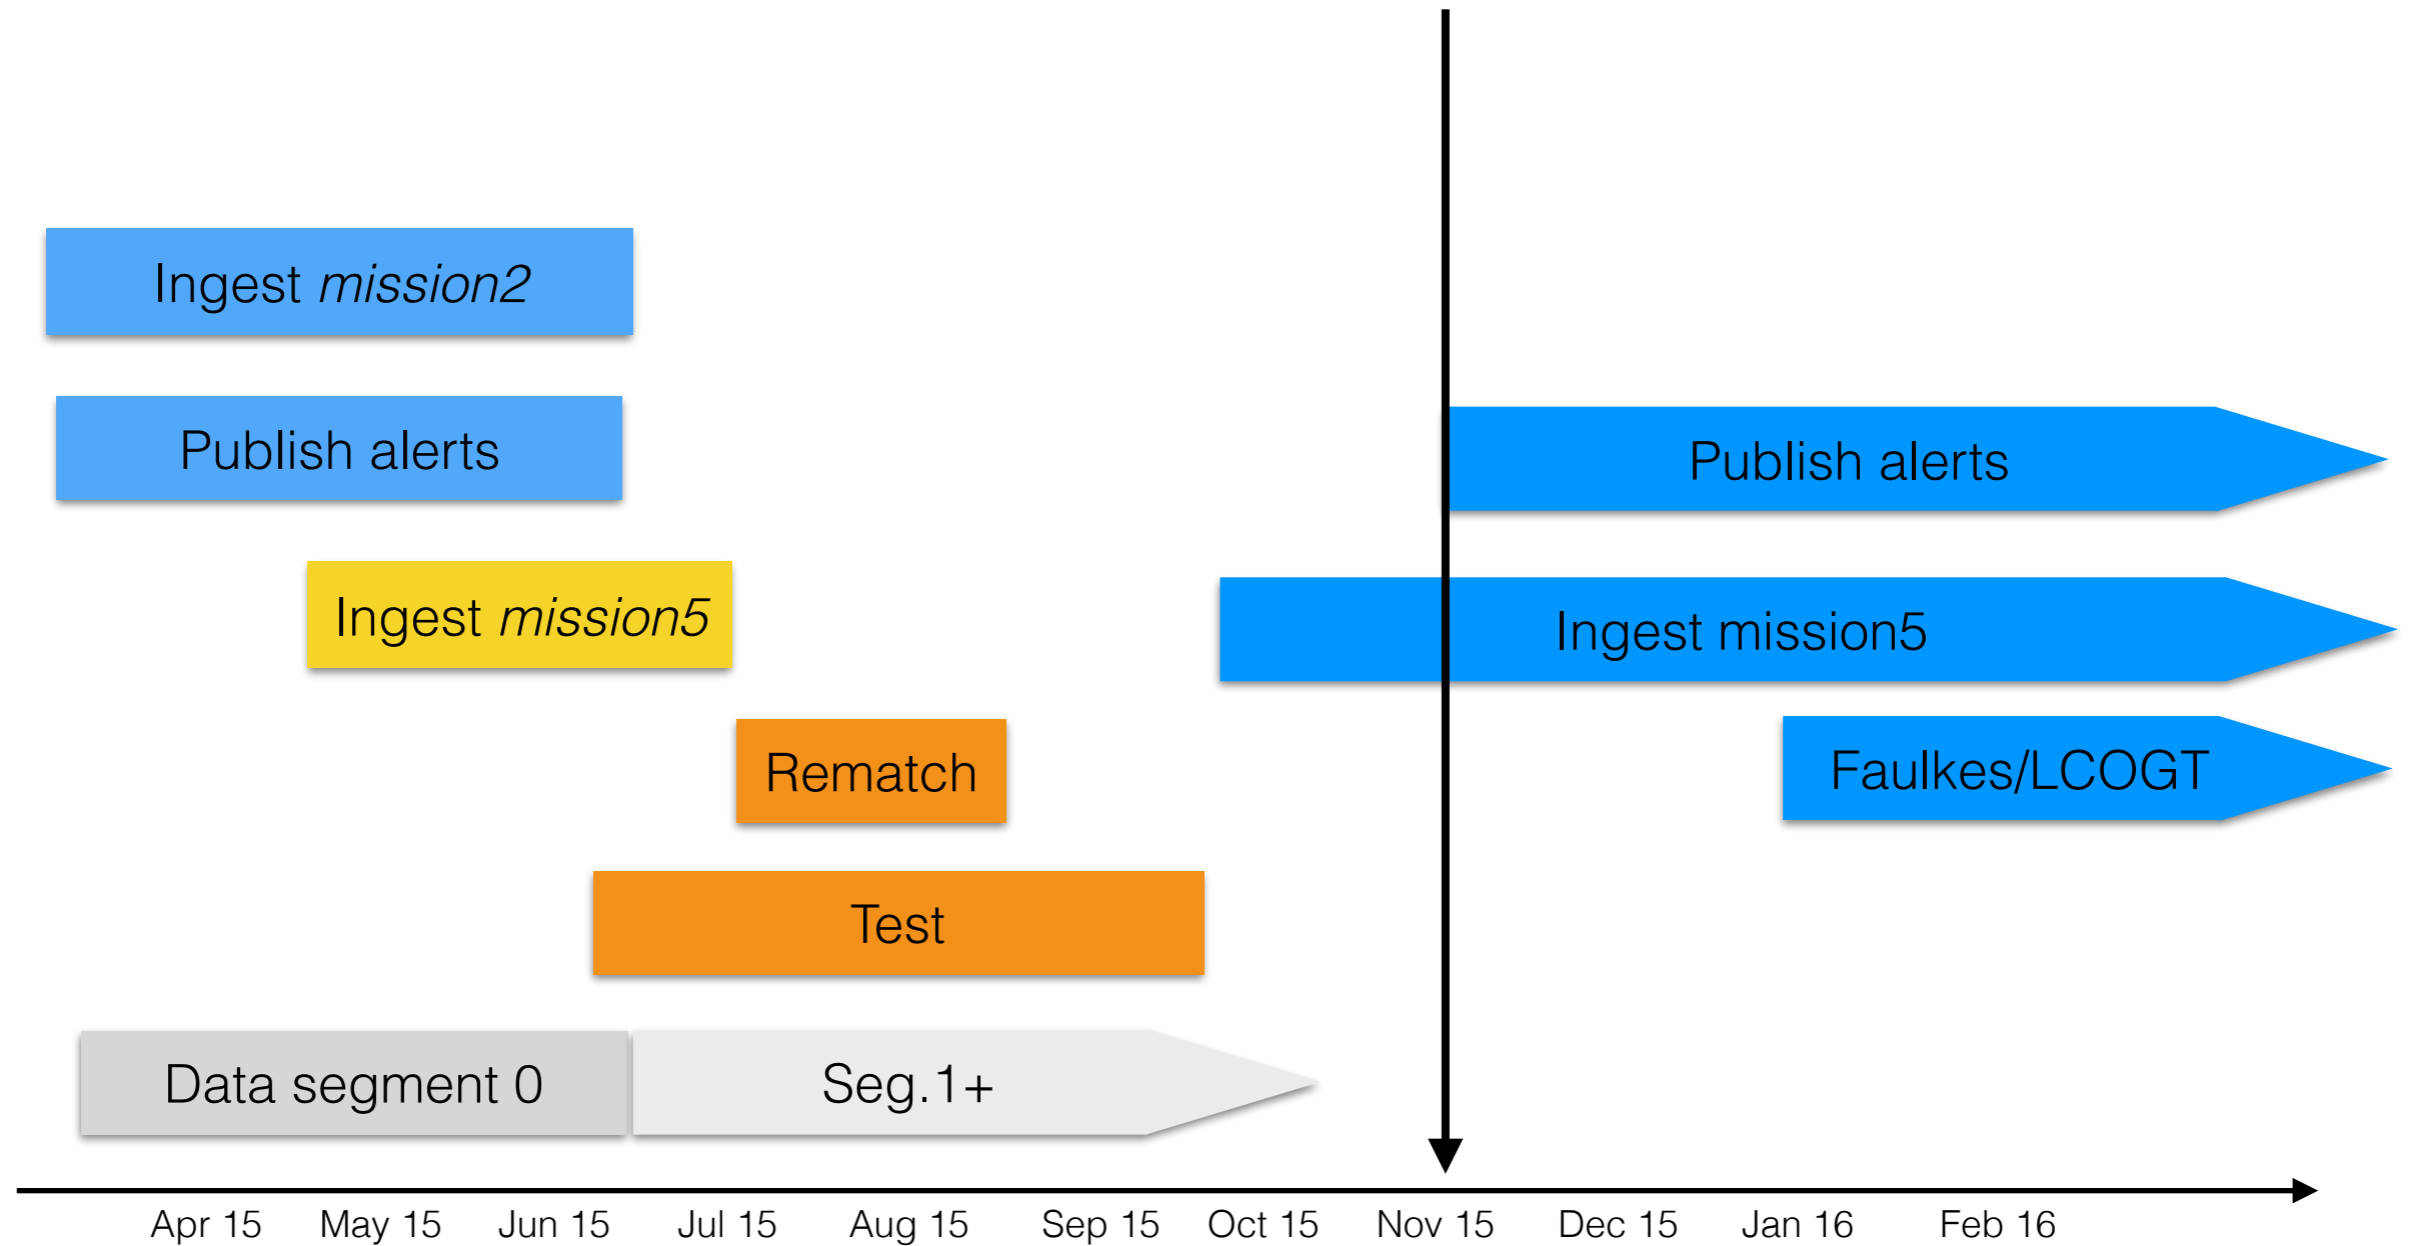 Ingest mission2
Publish alerts
Publish alerts
Ingest mission5
Ingest mission5
Rematch
Faulkes/LCOGT
Test
Data segment 0
Seg.1+
Apr 15
May 15
Jun 15
Jul 15
Aug 15
Sep 15
Oct 15
Nov 15
Dec 15
Jan 16
Feb 16